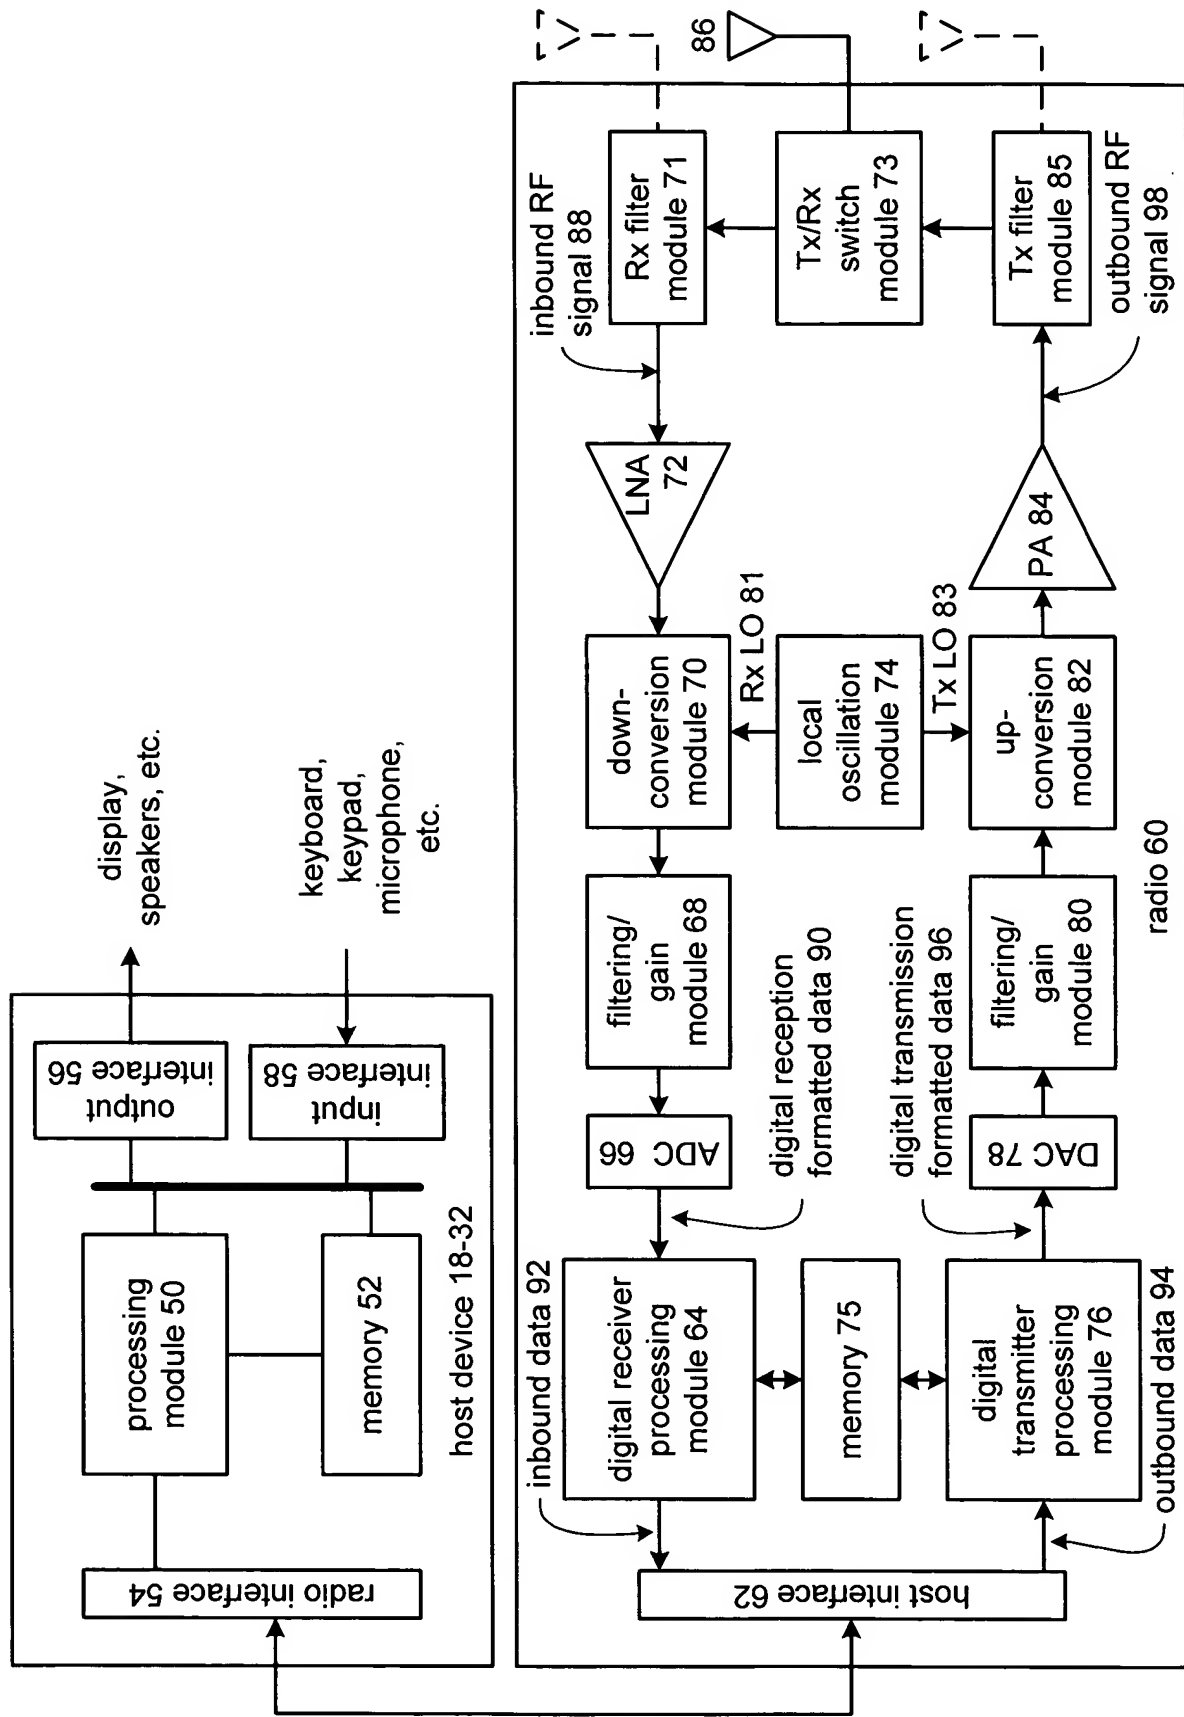 display,
speakers, etc.
keyboard,
keypad,
microphone,
etc.
output
interface 56
input
interface 58
processing
module 50
memory 52
radio interface 54
host device 18-32
86
inbound RF
signal 88
Rx filter
module 71
Tx/Rx
switch
module 73
Tx filter
module 85
outbound RF
signal 98
LNA
72
PA 84
down-
conversion
module 70
Rx LO 81
local
oscillation
module 74
Tx LO 83
up-
conversion
module 82
filtering/
gain
module 68
filtering/
gain
module 80
radio 60
ADC 66
digital reception
formatted data 90
digital transmission
formatted data 96
DAC 78
inbound data 92
digital receiver
processing
module 64
memory 75
digital
transmitter
processing
module 76
outbound data 94
host interface 62